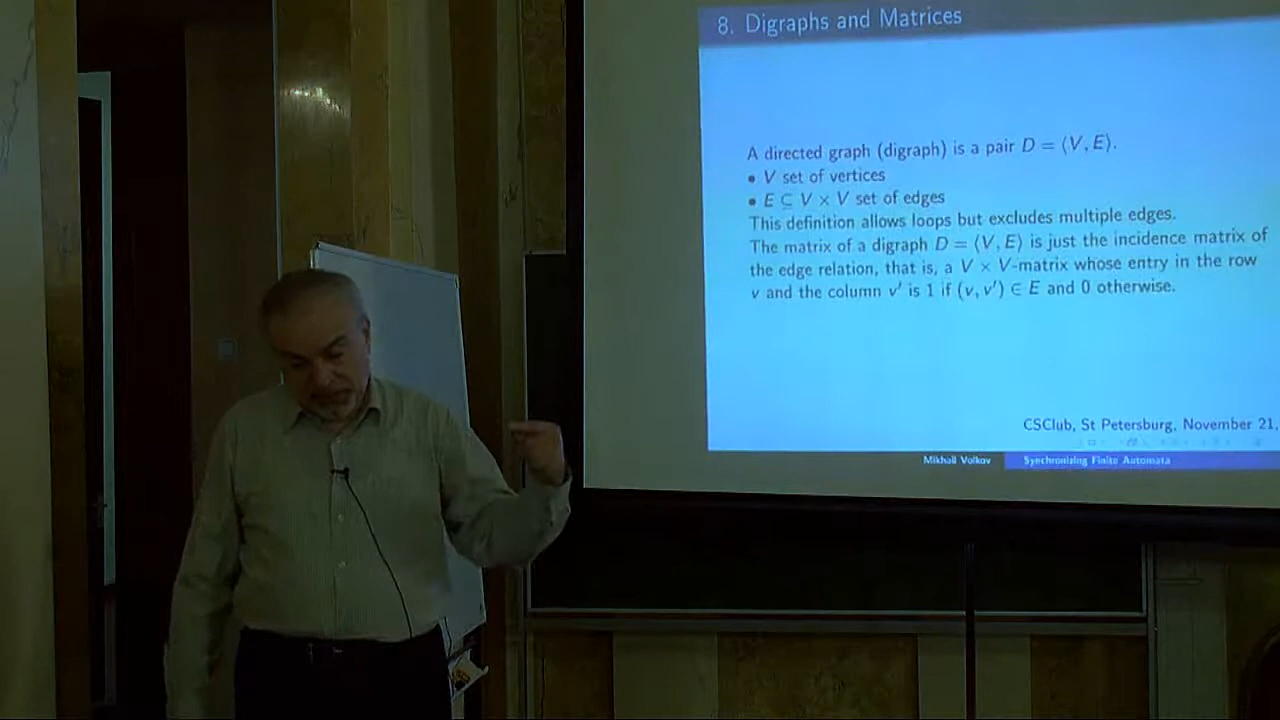 8. Digraphs and Matrices
A directed graph (digraph) is a pair D = ⟨V, E⟩.
• V set of vertices
• E ⊆ V × V set of edges
This definition allows loops but excludes multiple edges.
The matrix of a digraph D = ⟨V, E⟩ is just the incidence matrix of
the edge relation, that is, a V × V-matrix whose entry in the row
v and the column v′ is 1 if (v, v′) ∈ E and 0 otherwise.
CSClub, St Petersburg, November 21,
Mikhail Volkov Synchronizing Finite Automata